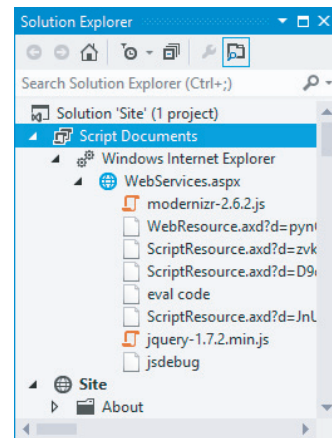 Solution Explorer
Search Solution Explorer (Ctrl+;)
Solution 'Site' (1 project)
Script Documents
Windows Internet Explorer
WebServices.aspx
modernizr-2.6.2.js
WebResource.axd?d=pyn
ScriptResource.axd?d=zvk
ScriptResource.axd?d=D9
eval code
ScriptResource.axd?d=JnU
jquery-1.7.2.min.js
jsdebug
Site
About